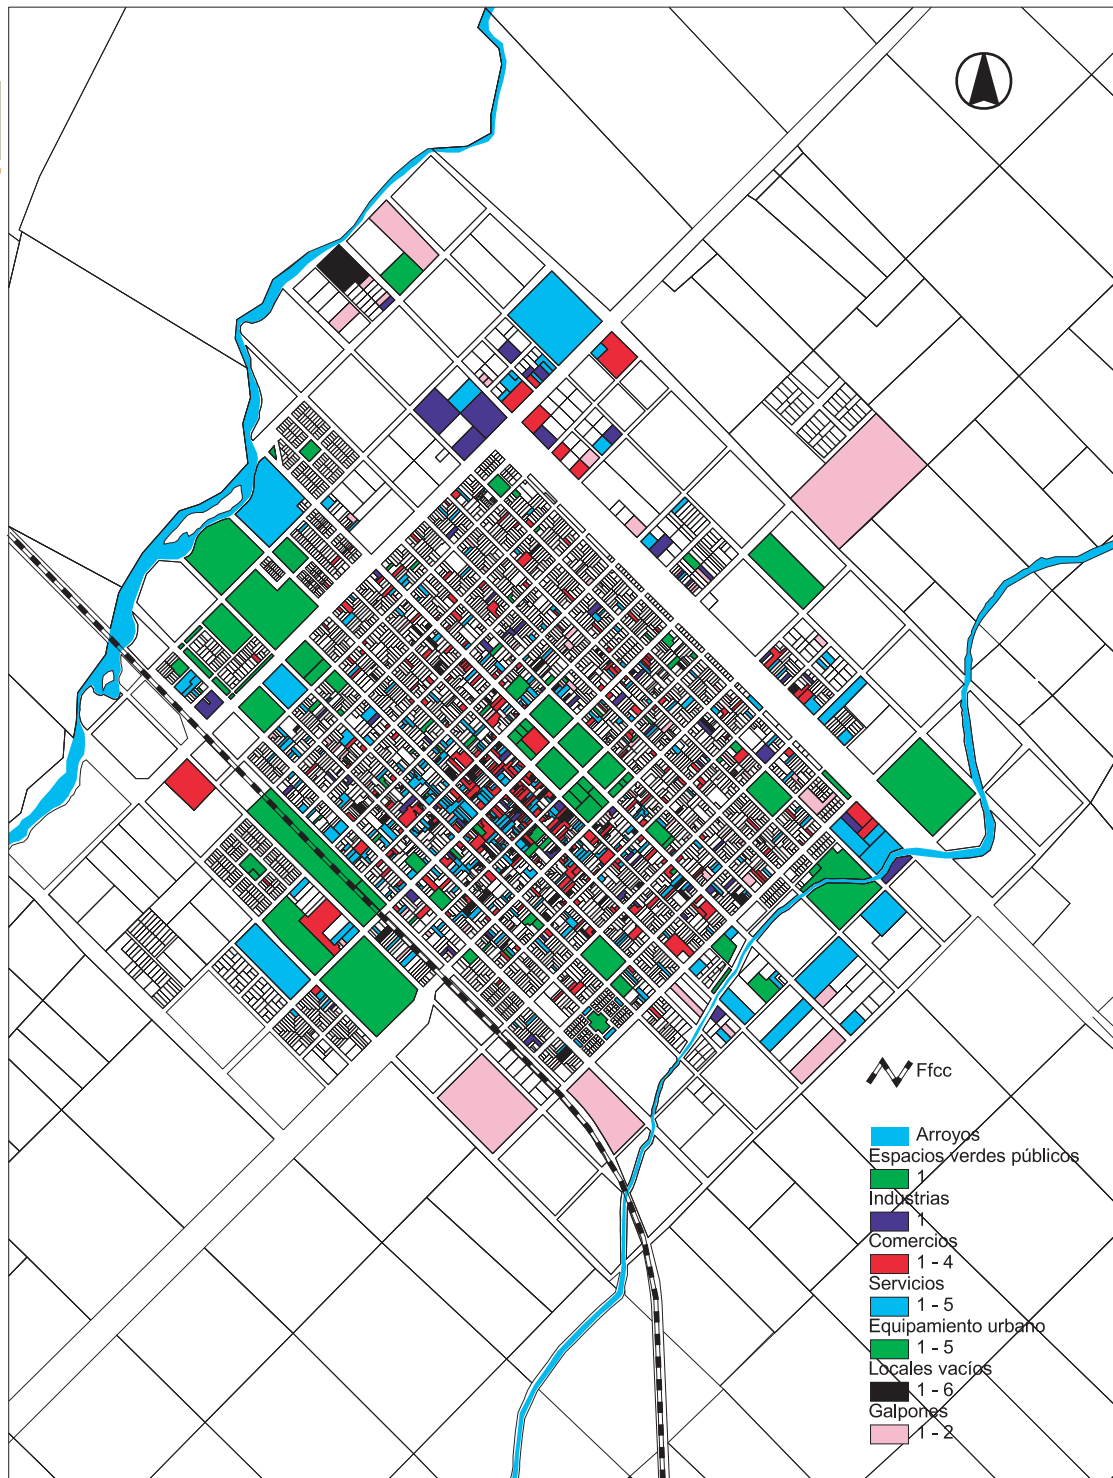 Ffcc
Arroyos
Espacios verdes públicos
1
Industrias
1
Comercios
1 - 4
Servicios
1 - 5
Equipamiento urbano
1 - 5
Locales vacíos
1 - 6
Galpones
1 - 2